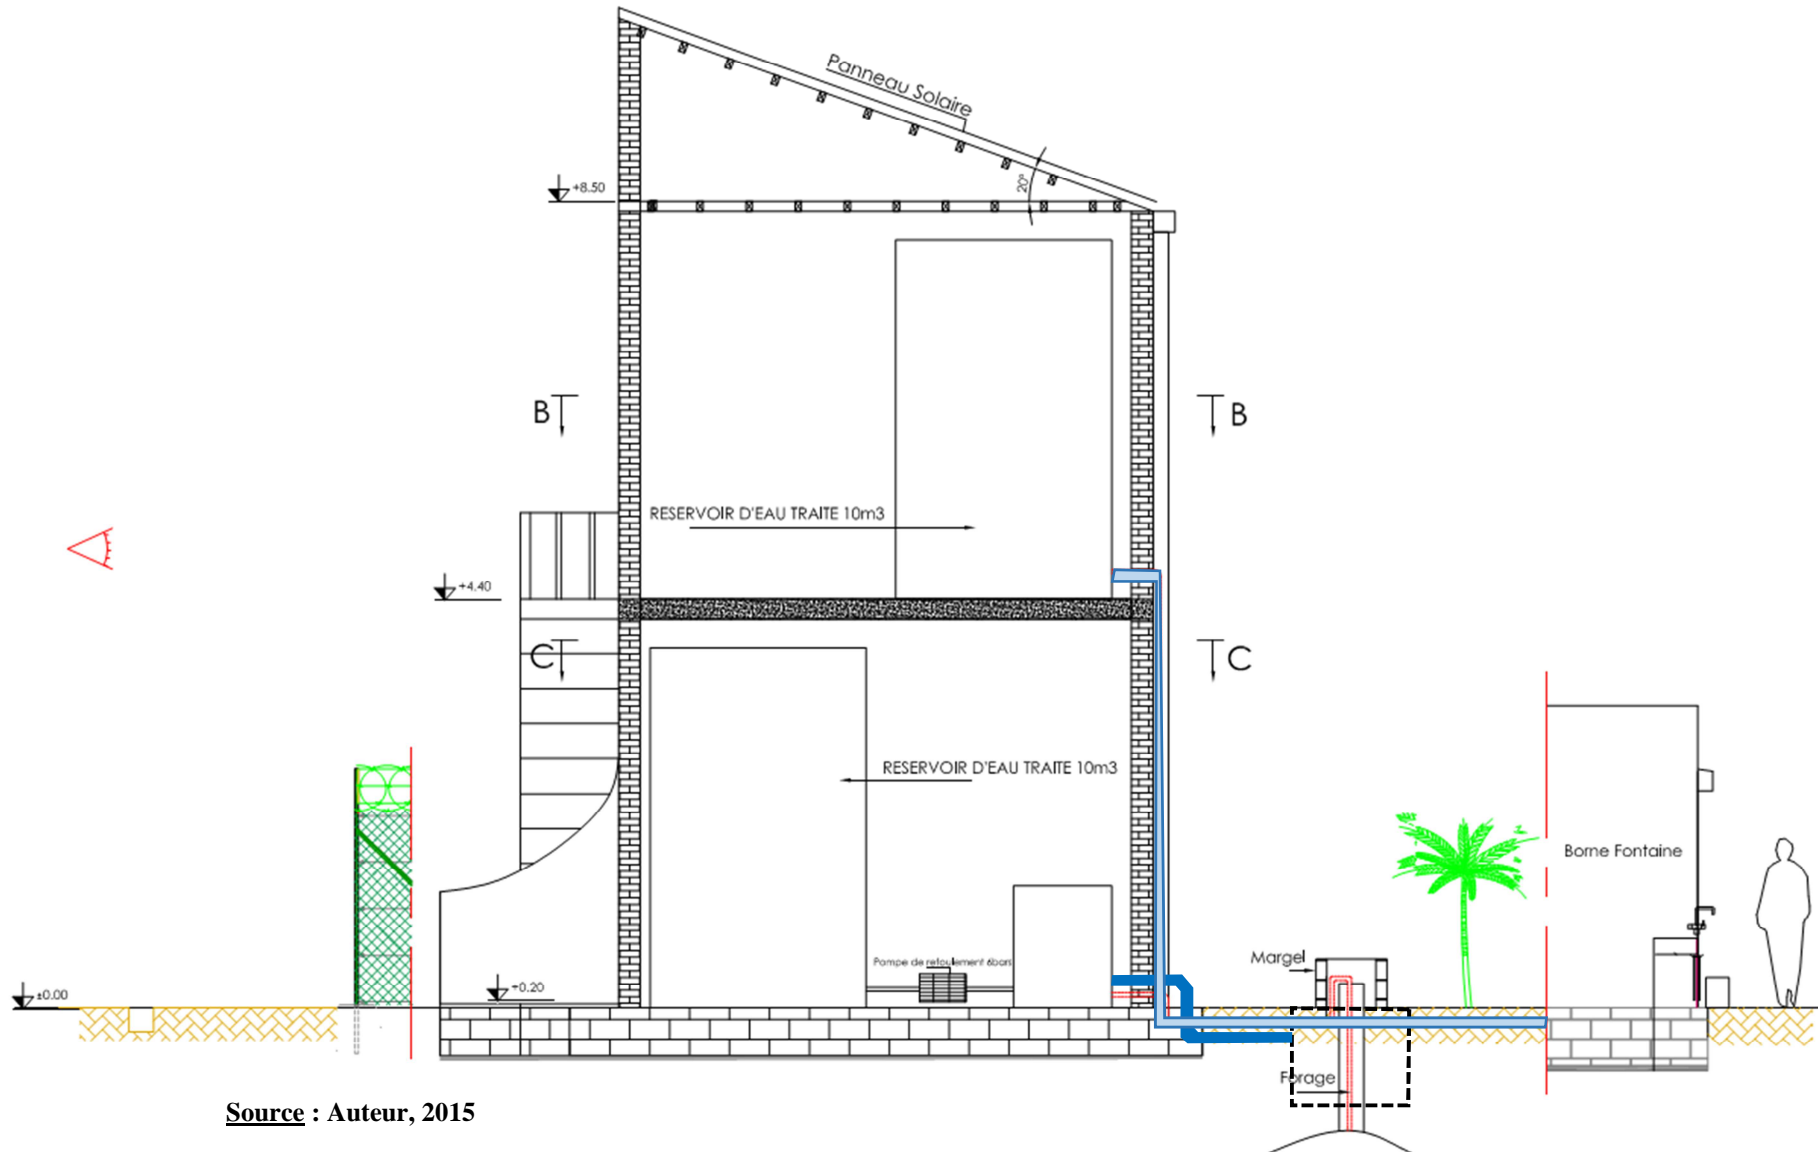 Panneau Solaire
+8.50
20°
B
B
RESERVOIR D'EAU TRAITE 10m3
+4.40
C
C
RESERVOIR D'EAU TRAITE 10m3
Borne Fontaine
Pompe de refoulement 6bars
Margel
+0.20
±0.00
Forage
Source : Auteur, 2015